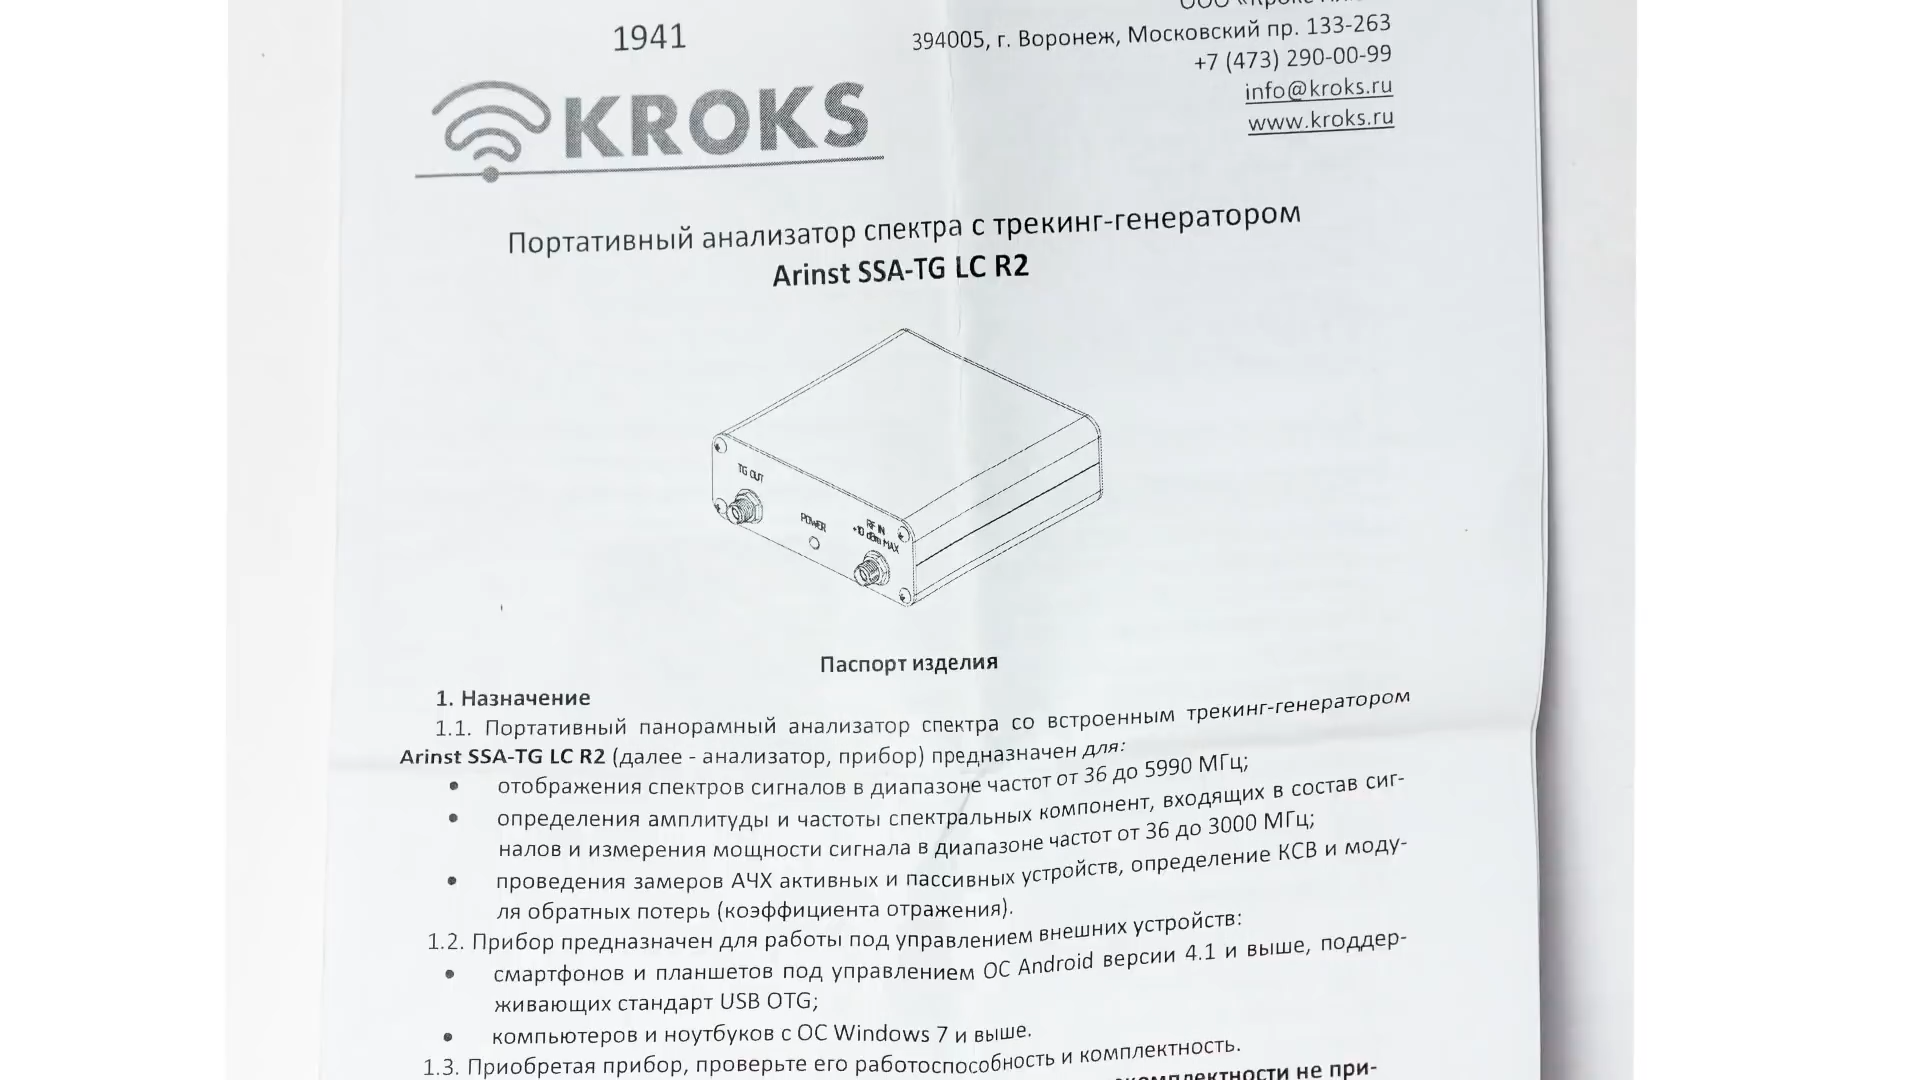 1941
394005, г. Воронеж, Московский пр. 133-263
+7 (473) 290-00-99
info@kroks.ru
www.kroks.ru
KROKS
Портативный анализатор спектра с трекинг-генератором
Arinst SSA-TG LC R2
TG OUT
POWER
RF IN
+10 dBm MAX
Паспорт изделия
1. Назначение
1.1. Портативный панорамный анализатор спектра со встроенным трекинг-генератором
Arinst SSA-TG LC R2 (далее - анализатор, прибор) предназначен для:
• отображения спектров сигналов в диапазоне частот от 36 до 5990 МГц;
• определения амплитуды и частоты спектральных компонент, входящих в состав сиг-
налов и измерения мощности сигнала в диапазоне частот от 36 до 3000 МГц;
• проведения замеров АЧХ активных и пассивных устройств, определение КСВ и моду-
ля обратных потерь (коэффициента отражения).
1.2. Прибор предназначен для работы под управлением внешних устройств:
• смартфонов и планшетов под управлением ОС Android версии 4.1 и выше, поддер-
живающих стандарт USB OTG;
• компьютеров и ноутбуков с ОС Windows 7 и выше.
1.3. Приобретая прибор, проверьте его работоспособность и комплектность.
не при-